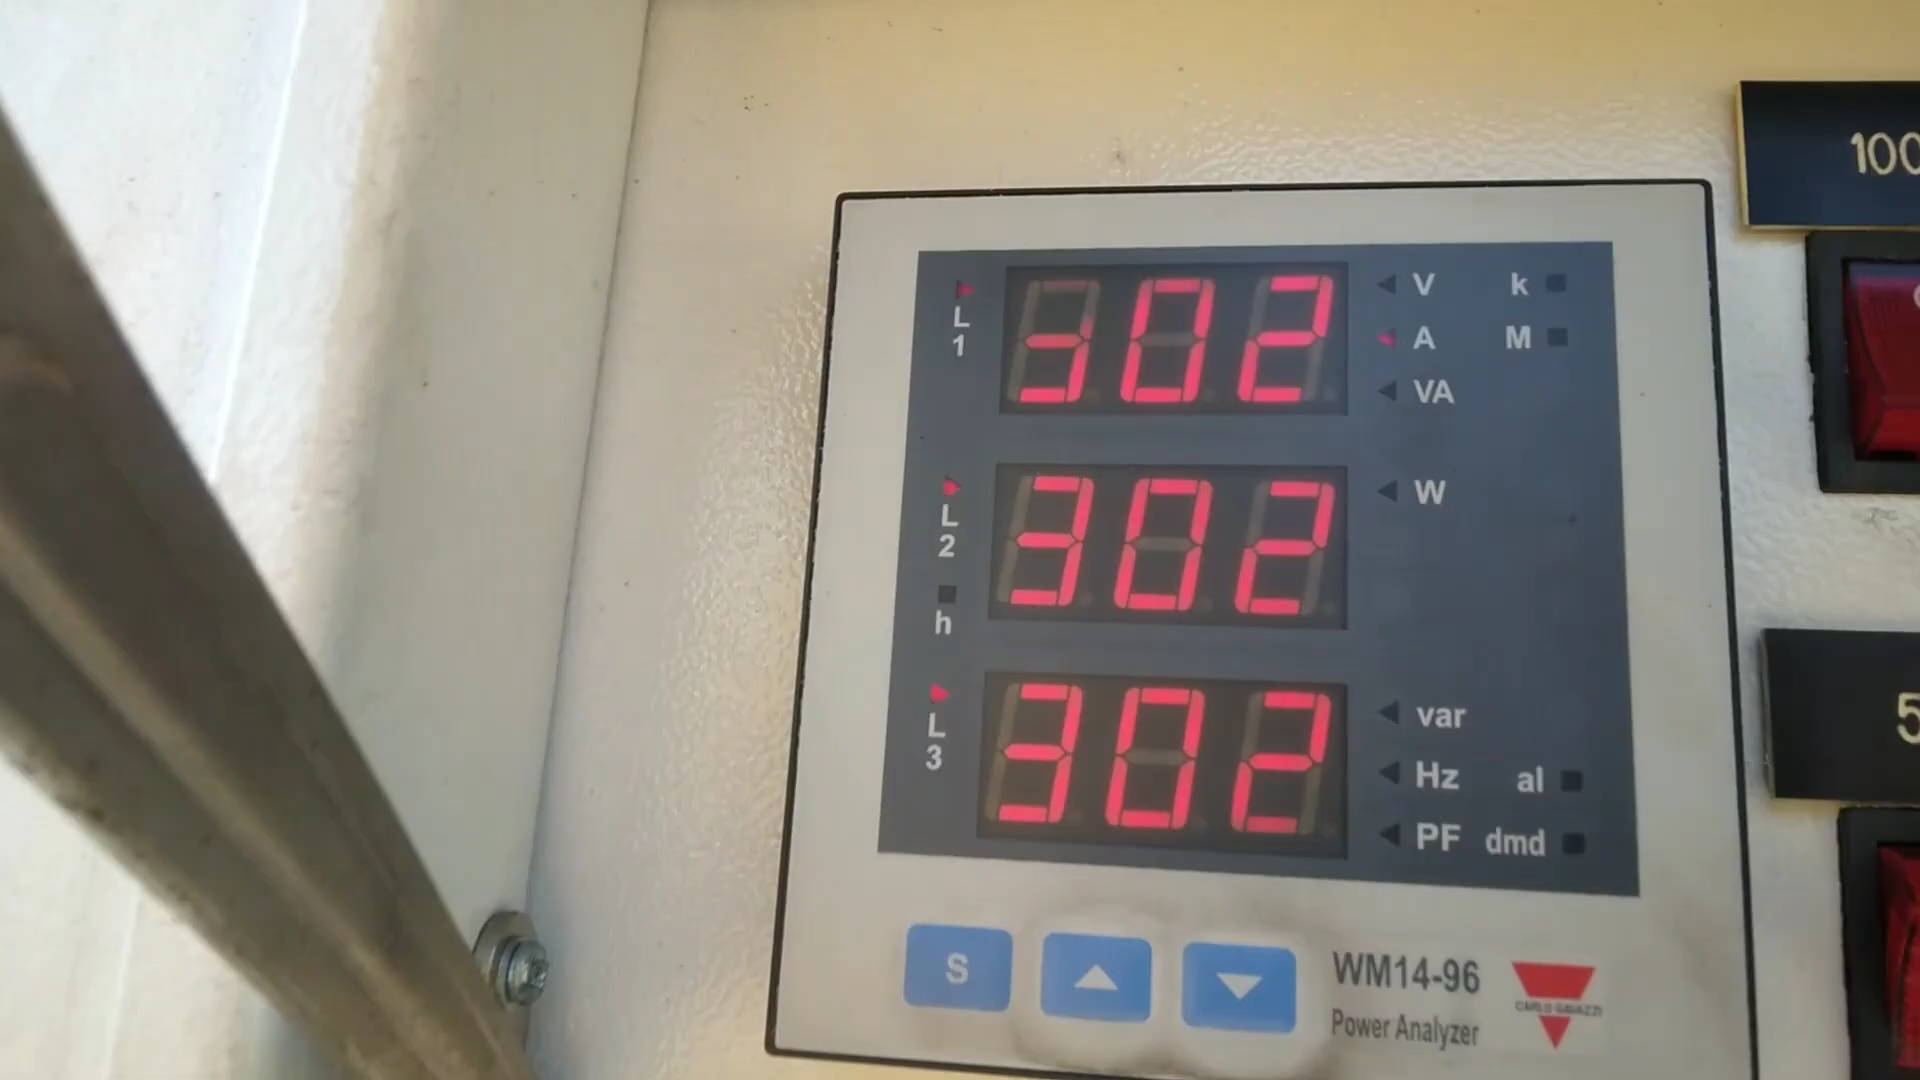 100
L1
302
V
k
A
M
VA
L2
302
W
h
L3
302
var
Hz
al
PF
dmd
5
S
WM14-96
Power Analyzer
CARLO GAVAZZI